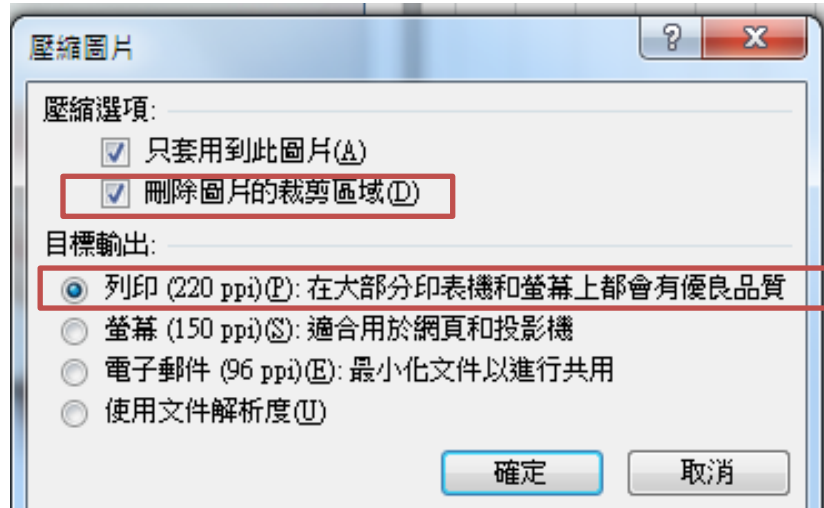 壓縮圖片
壓縮選項:
只套用到此圖片(A)
刪除圖片的裁剪區域(D)
目標輸出:
列印 (220 ppi)(P): 在大部分印表機和螢幕上都會有優良品質
螢幕 (150 ppi)(S): 適合用於網頁和投影機
電子郵件 (96 ppi)(E): 最小化文件以進行共用
使用文件解析度(U)
確定 取消